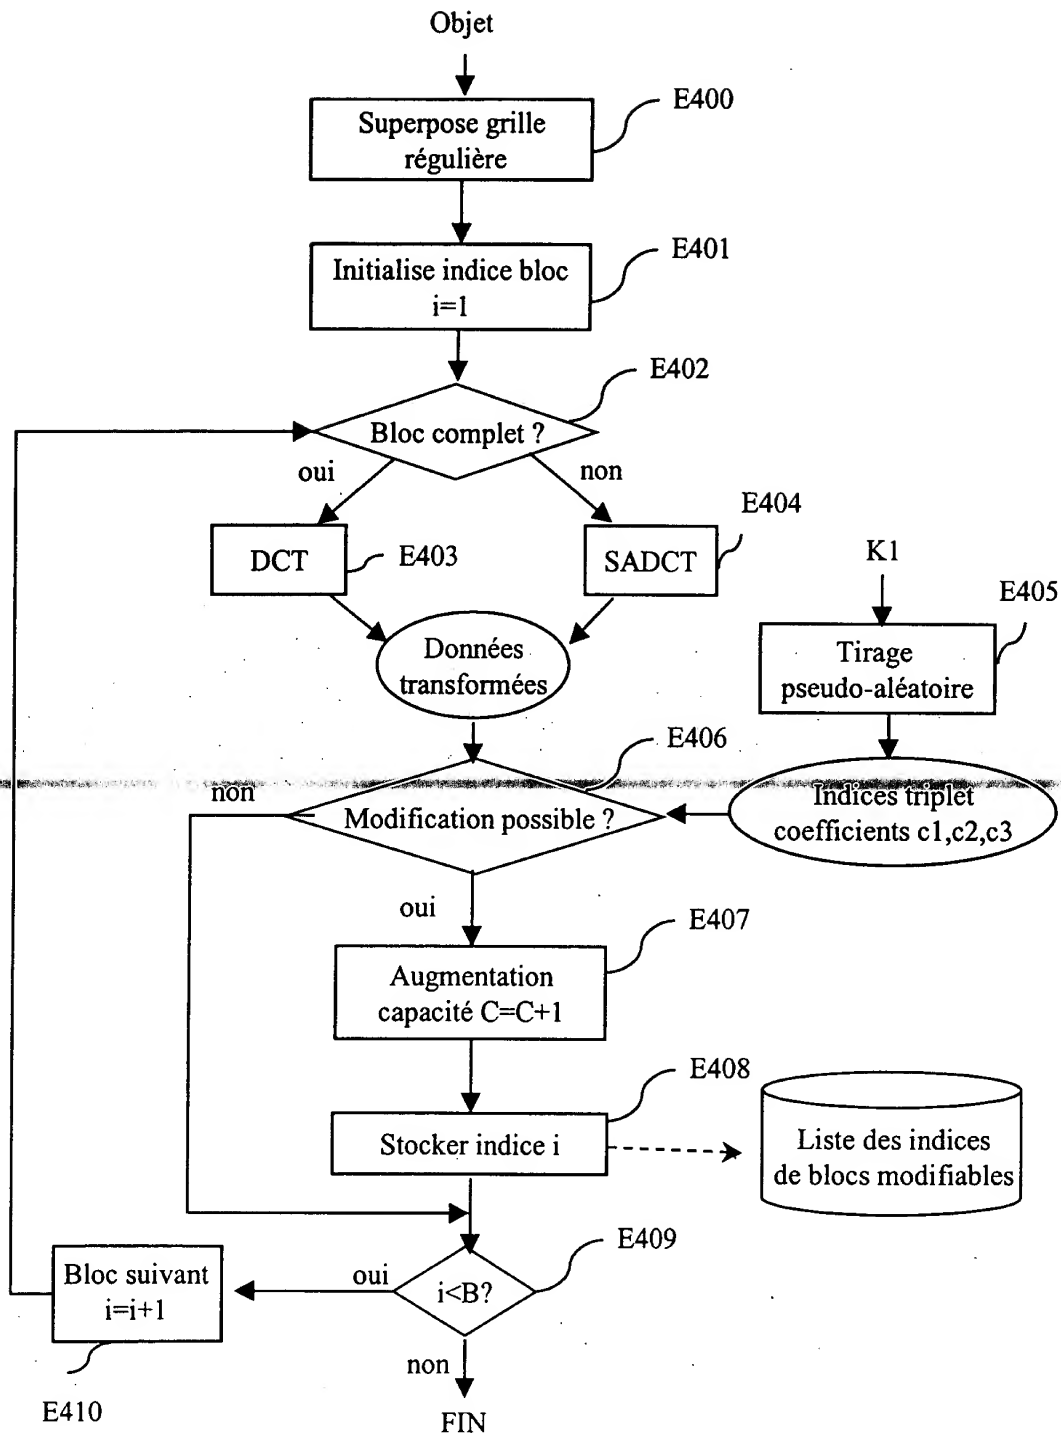 Objet
E400
Superpose grille
régulière
E401
Initialise indice bloc
i=1
E402
Bloc complet ?
oui
non
E404
DCT
E403
SADCT
K1
E405
Données
transformées
Tirage
pseudo-aléatoire
E406
non
Modification possible ?
Indices triplet
coefficients c1,c2,c3
oui
E407
Augmentation
capacité C=C+1
E408
Stocker indice i
Liste des indices
de blocs modifiables
E409
Bloc suivant
i=i+1
oui
i<B?
non
E410
FIN